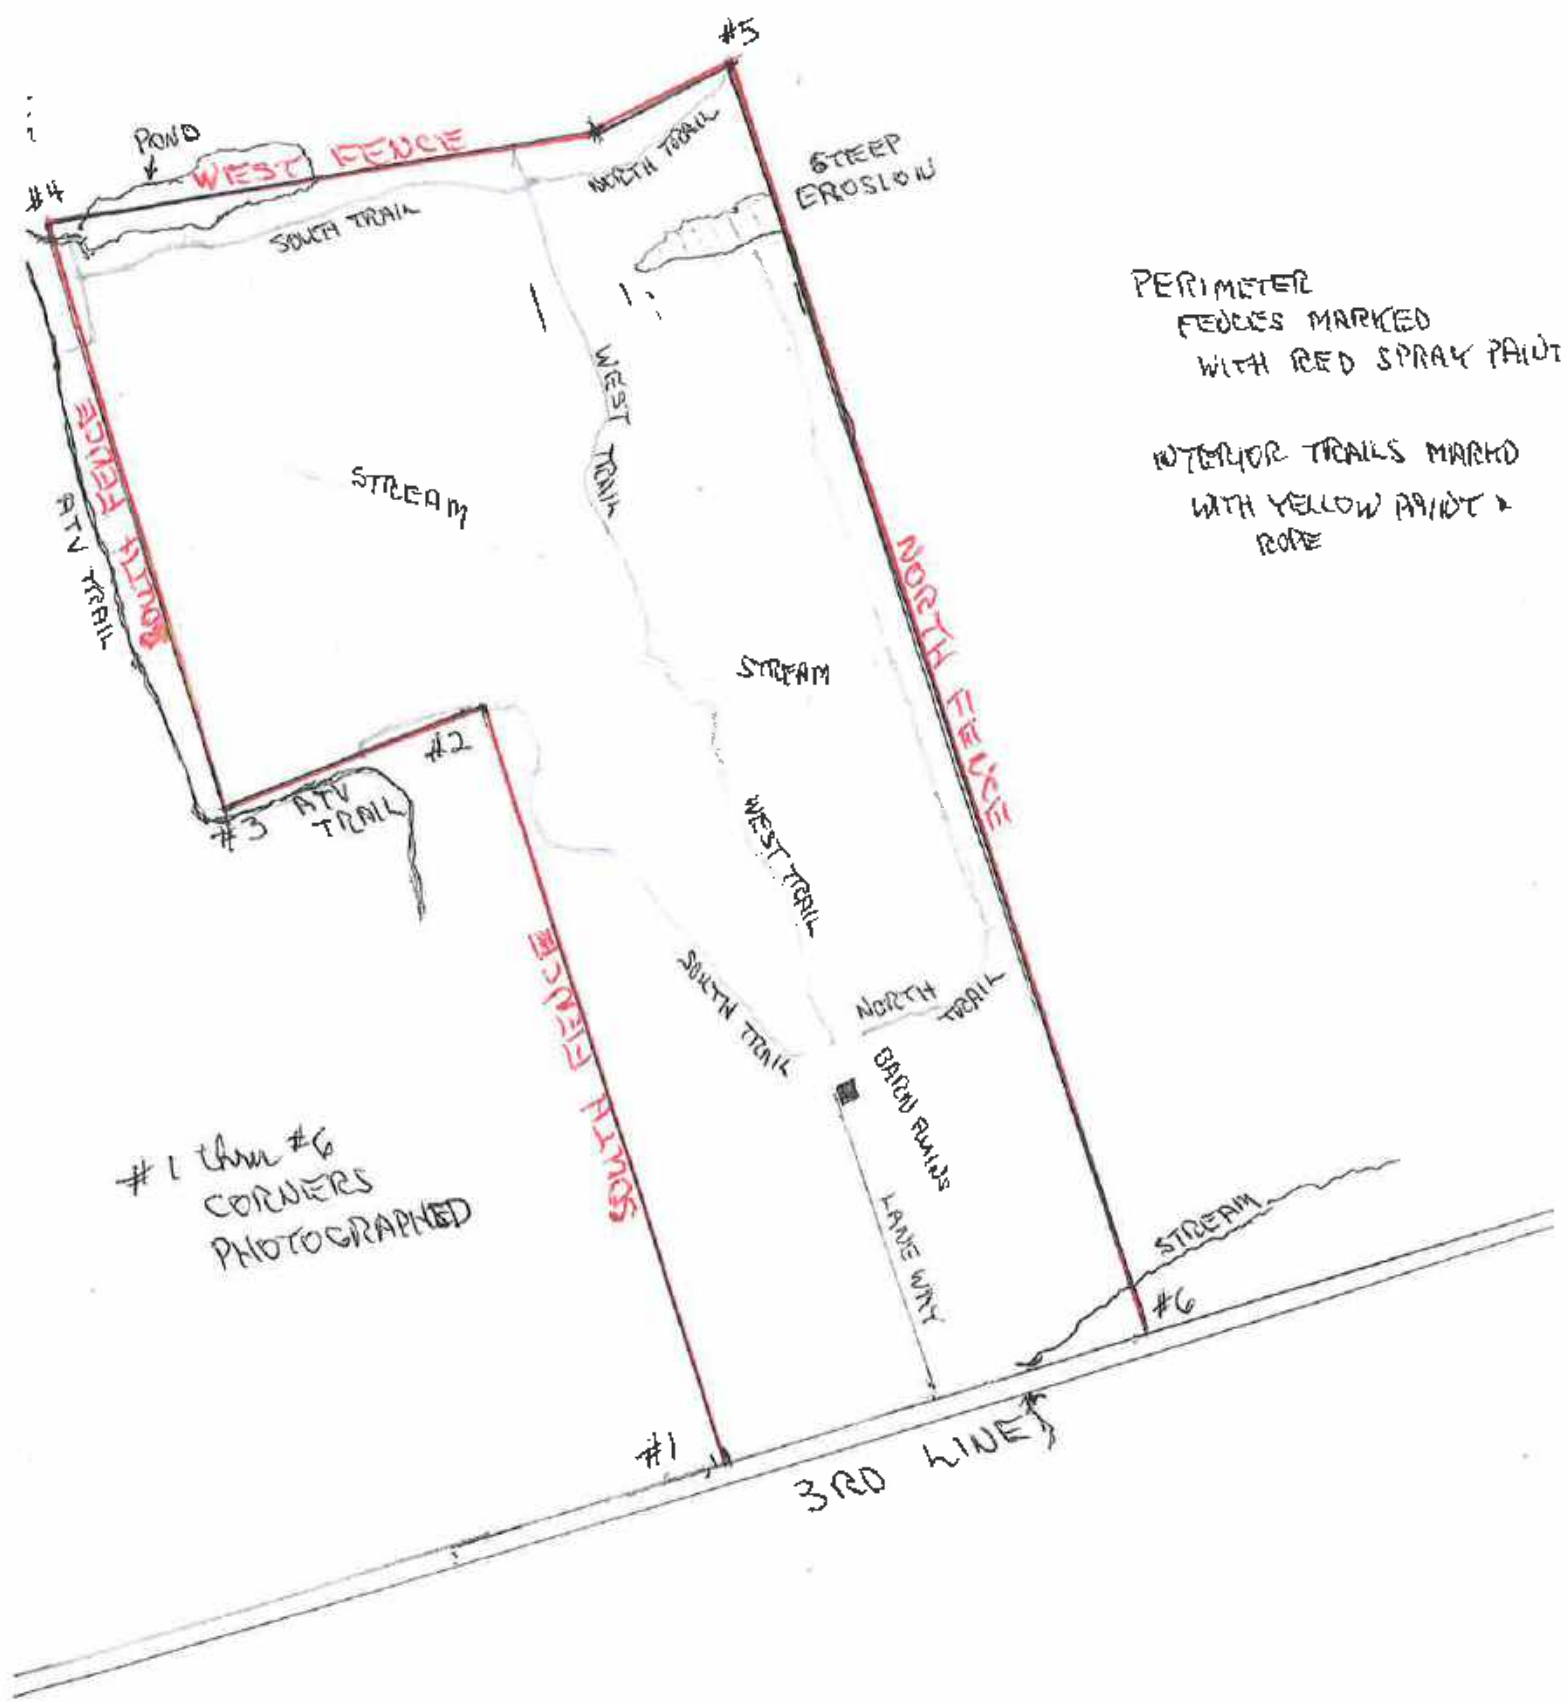 #5
POND
WEST FENCE
NORTH TRAIL
STEEP
EROSION
#4
SOUTH TRAIL
PERIMETER
FENCES MARKED
WITH RED SPRAY PAINT
WEST TRAIL
SOUTH FENCE
ATV TRAIL
STREAM
INTERIOR TRAILS MARKD
WITH YELLOW PAINT &
ROPE
NORTH FENCE
STREAM
#2
#3
ATV
TRAIL
WEST TRAIL
SOUTH FENCE
SOUTH TRAIL
NORTH
TRAIL
BARN RUINS
#1 thru #6
CORNERS
PHOTOGRAPHED
LANE WAY
STREAM
#6
#1
3RD LINE